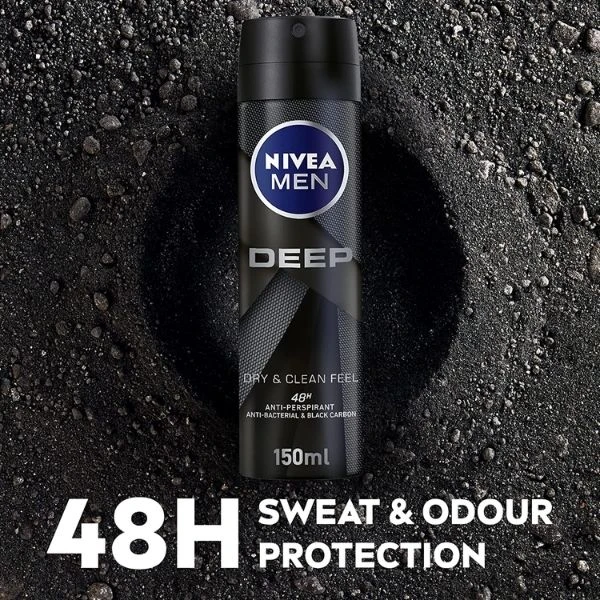 NIVEA
MEN
DEEP
DRY & CLEAN FEEL
48H
ANTI-PERSPIRANT
ANTI-BACTERIAL & BLACK CARBON
150ml
48H
SWEAT & ODOUR
PROTECTION